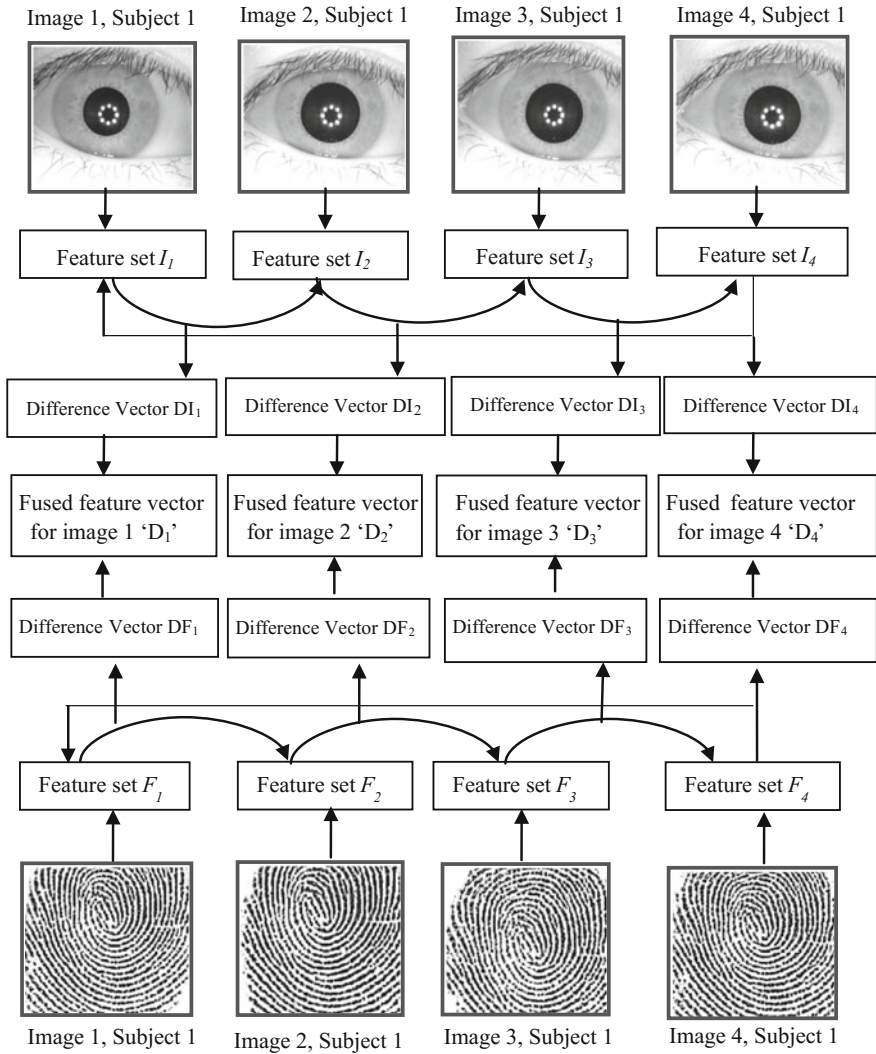 Image 1, Subject 1
Image 2, Subject 1
Image 3, Subject 1
Image 4, Subject 1
Feature set I₁
Feature set I₂
Feature set I₃
Feature set I₄
Difference Vector DI₁
Difference Vector DI₂
Difference Vector DI₃
Difference Vector DI₄
Fused feature vector
for image 1 ‘D₁’
Fused feature vector
for image 2 ‘D₂’
Fused feature vector
for image 3 ‘D₃’
Fused feature vector
for image 4 ‘D₄’
Difference Vector DF₁
Difference Vector DF₂
Difference Vector DF₃
Difference Vector DF₄
Feature set F₁
Feature set F₂
Feature set F₃
Feature set F₄
Image 1, Subject 1
Image 2, Subject 1
Image 3, Subject 1
Image 4, Subject 1